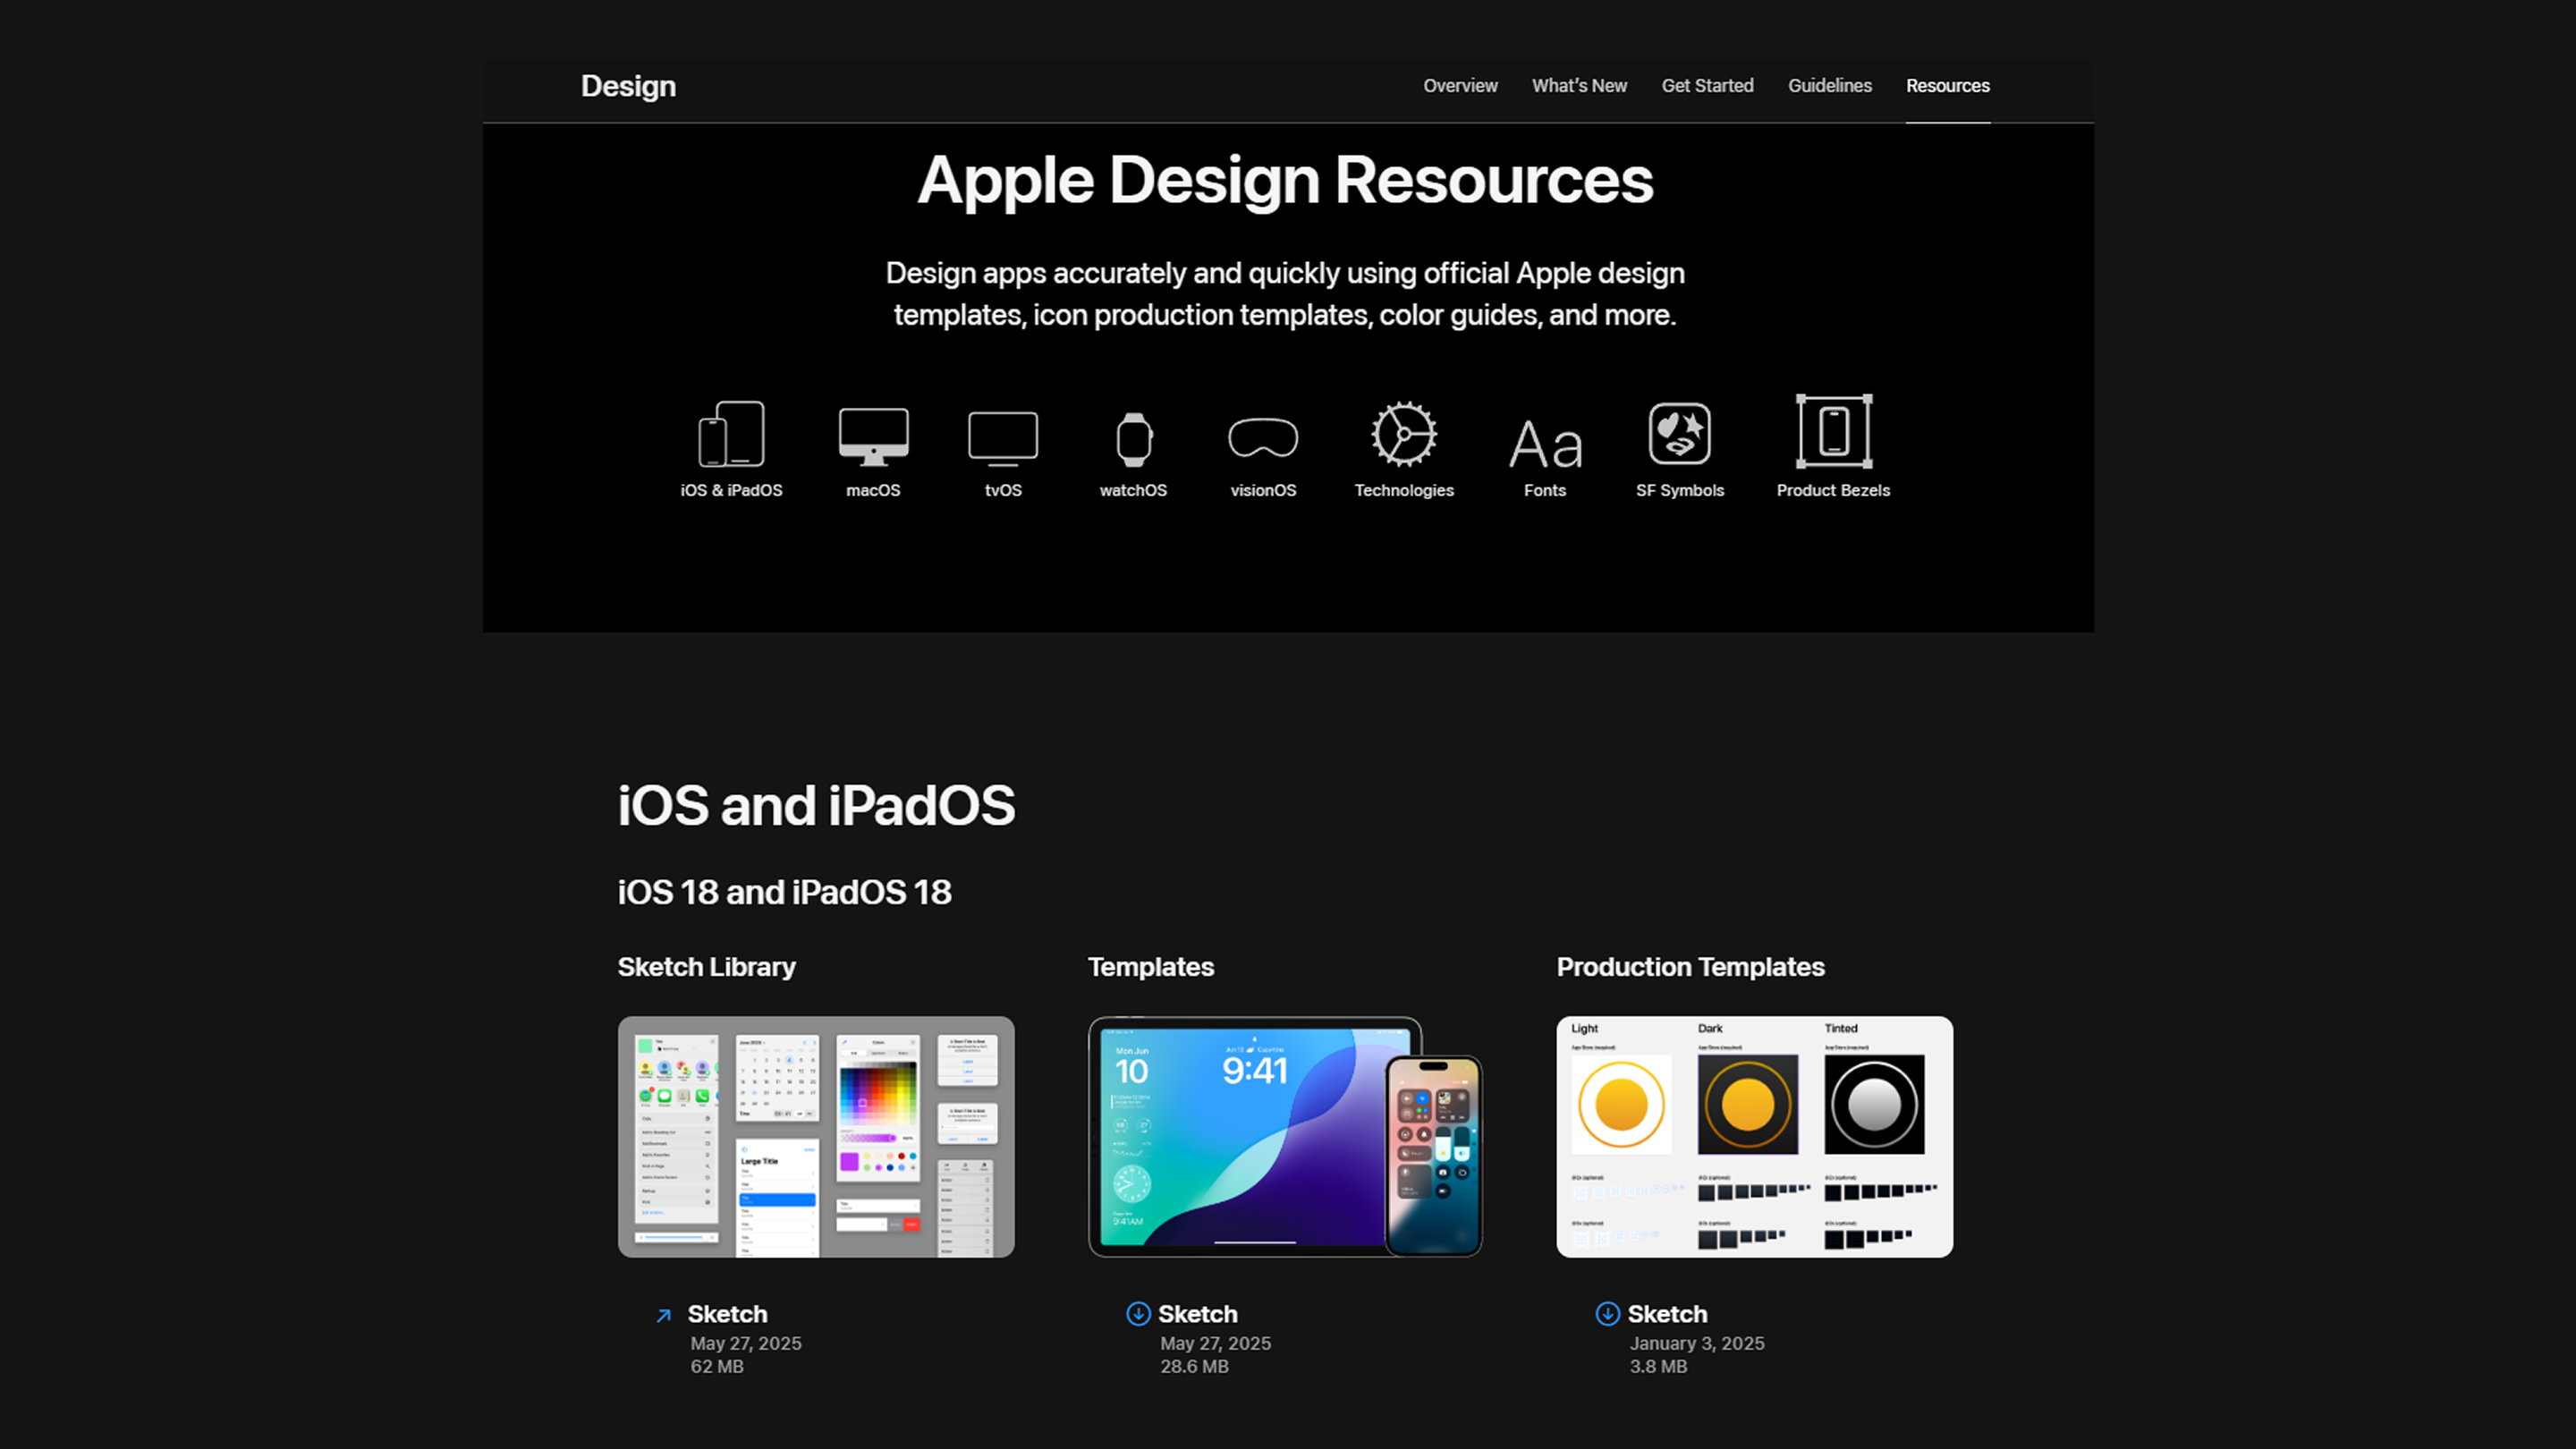 Design
Overview
What's New
Get Started
Guidelines
Resources
Apple Design Resources
Design apps accurately and quickly using official Apple design
templates, icon production templates, color guides, and more.
iOS & iPadOS
macOS
tvOS
watchOS
visionOS
Technologies
Aa
Fonts
SF Symbols
Product Bezels
iOS and iPadOS
iOS 18 and iPadOS 18
Sketch Library
Templates
Production Templates
Large Title
Mon Jun
10
9:41
9:41AM
Light
Dark
Tinted
Sketch
May 27, 2025
62 MB
Sketch
May 27, 2025
28.6 MB
Sketch
January 3, 2025
3.8 MB